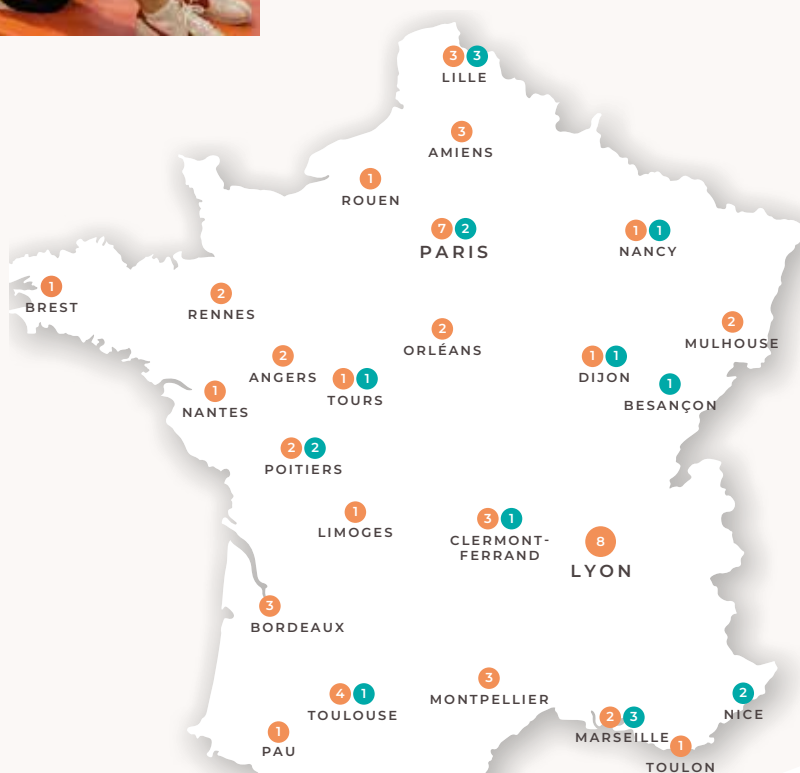 3 3
LILLE
3
AMIENS
1
ROUEN
7 2
PARIS
1 1
NANCY
1
BREST
2
RENNES
2
ORLÉANS
2
MULHOUSE
2
ANGERS
1 1
TOURS
1 1
DIJON
1
BESANÇON
1
NANTES
2 2
POITIERS
1
LIMOGES
3 1
CLERMONT-
FERRAND
8
LYON
3
BORDEAUX
4 1
TOULOUSE
3
MONTPELLIER
2 3
MARSEILLE
2
NICE
1
PAU
1
TOULON